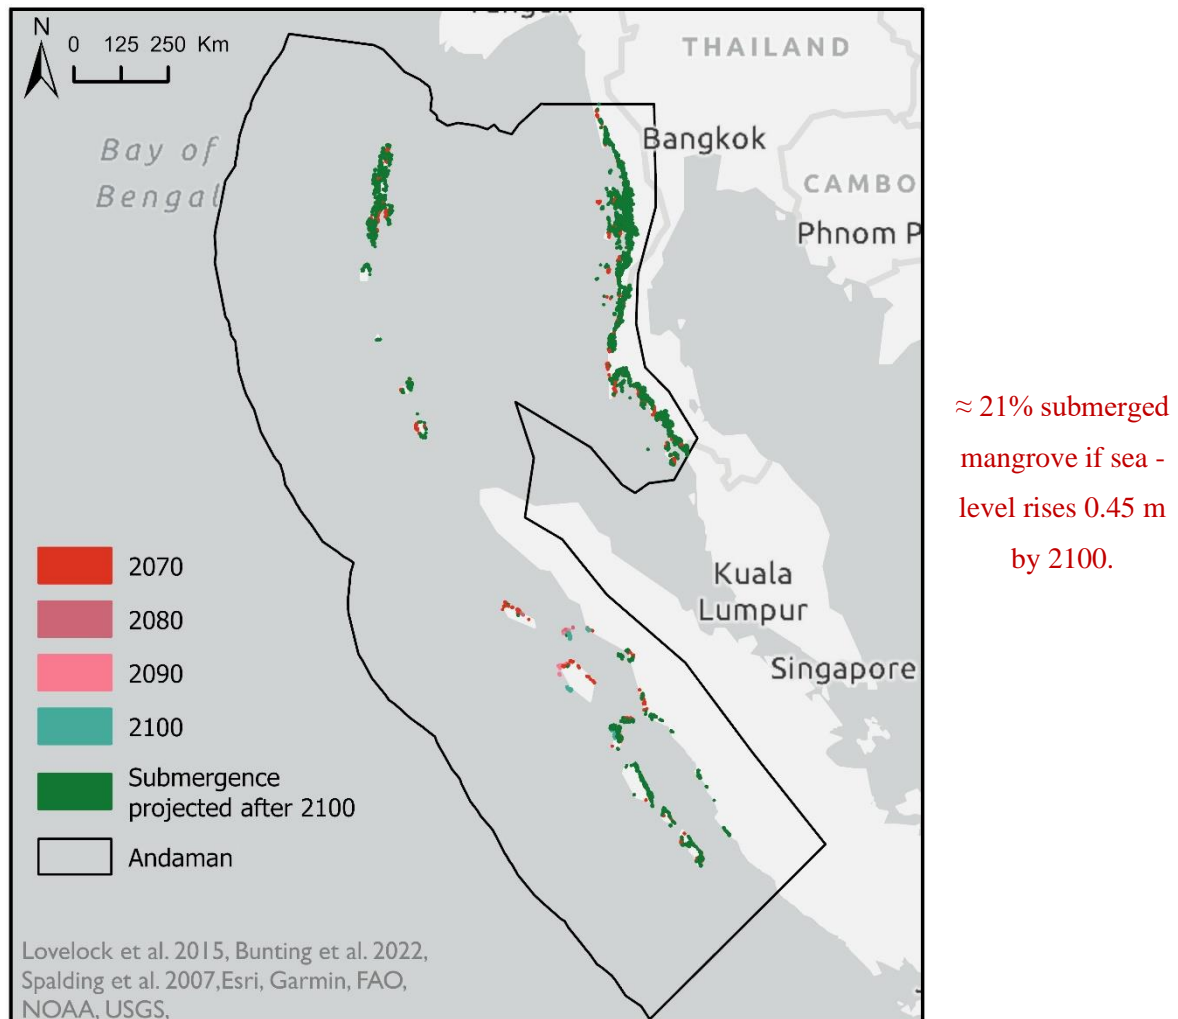 N
0 125 250 Km
THAILAND
Bangkok
Bay of
Bengal
CAMBO
Phnom P
2070
2080
2090
2100
Submergence
projected after 2100
Andaman
Kuala
Lumpur
Singapore
Lovelock et al. 2015, Bunting et al. 2022,
Spalding et al. 2007,Esri, Garmin, FAO,
NOAA, USGS,
≈ 21% submerged
mangrove if sea -
level rises 0.45 m
by 2100.